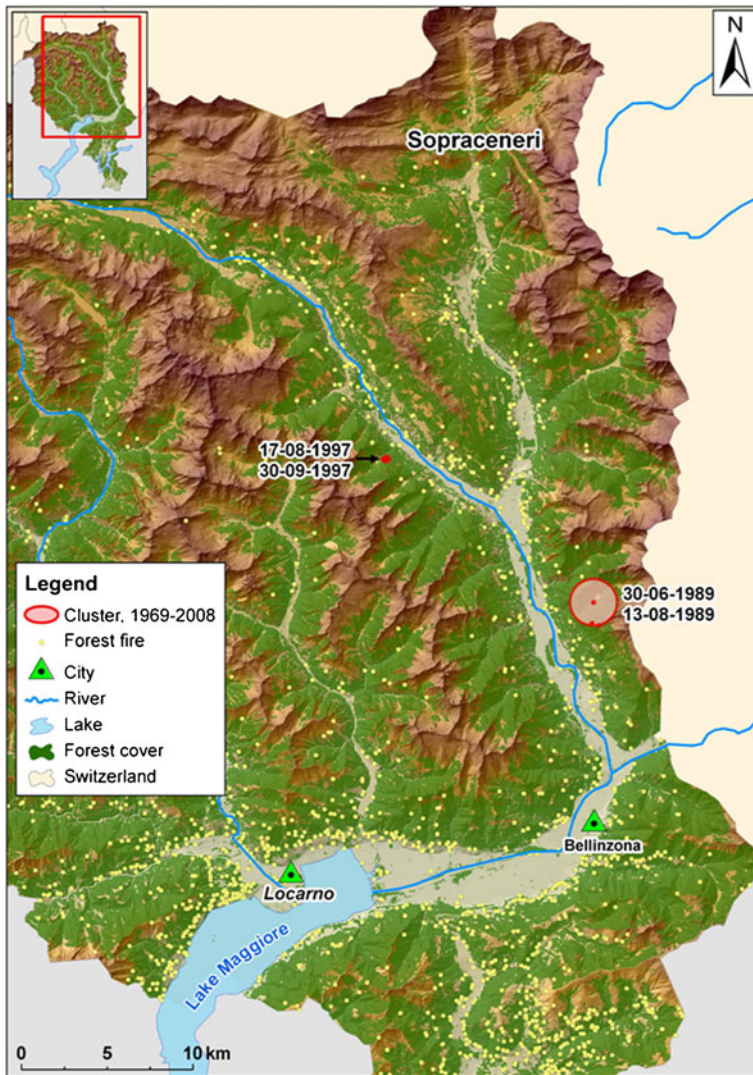 N
Sopraceneri
17-08-1997
30-09-1997
30-06-1989
13-08-1989
Legend
Cluster, 1969-2008
Forest fire
City
River
Lake
Forest cover
Switzerland
Bellinzona
Locarno
Lake Maggiore
0 5 10 km